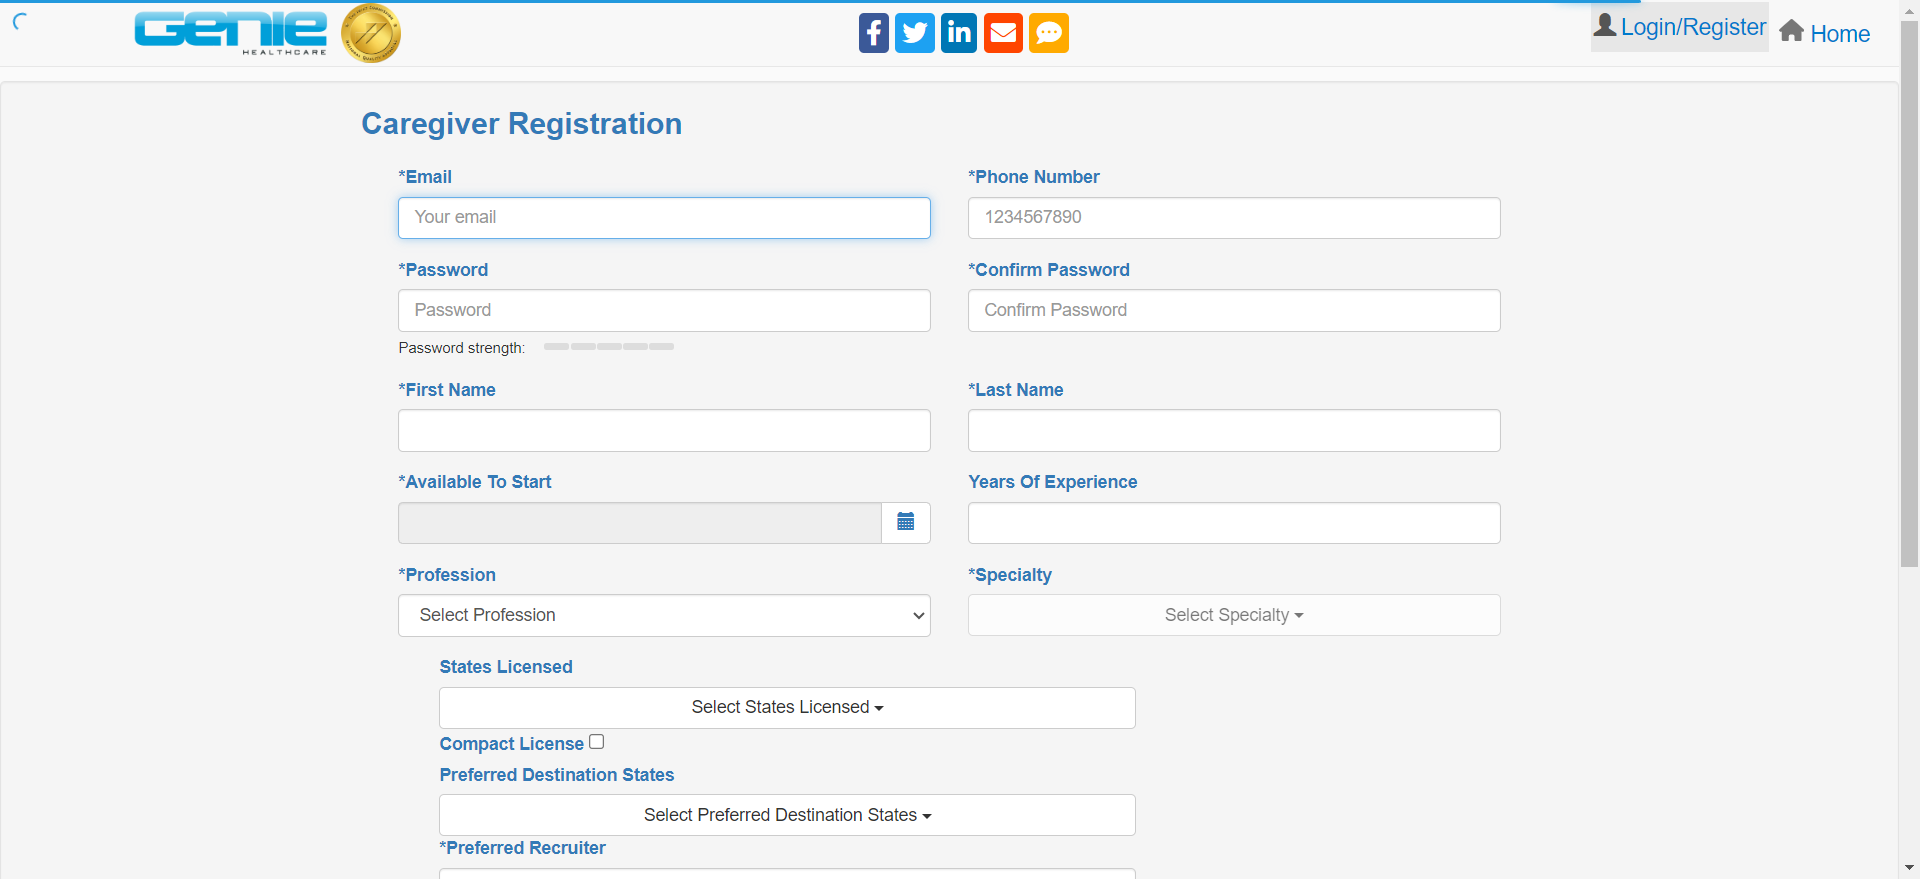 Genie
HEALTHCARE
Login/Register
Home
Caregiver Registration
*Email
*Phone Number
Your email
1234567890
*Password
*Confirm Password
Password
Confirm Password
Password strength:
*First Name
*Last Name
*Available To Start
Years Of Experience
*Profession
*Specialty
Select Profession
Select Specialty
States Licensed
Select States Licensed
Compact License
Preferred Destination States
Select Preferred Destination States
*Preferred Recruiter